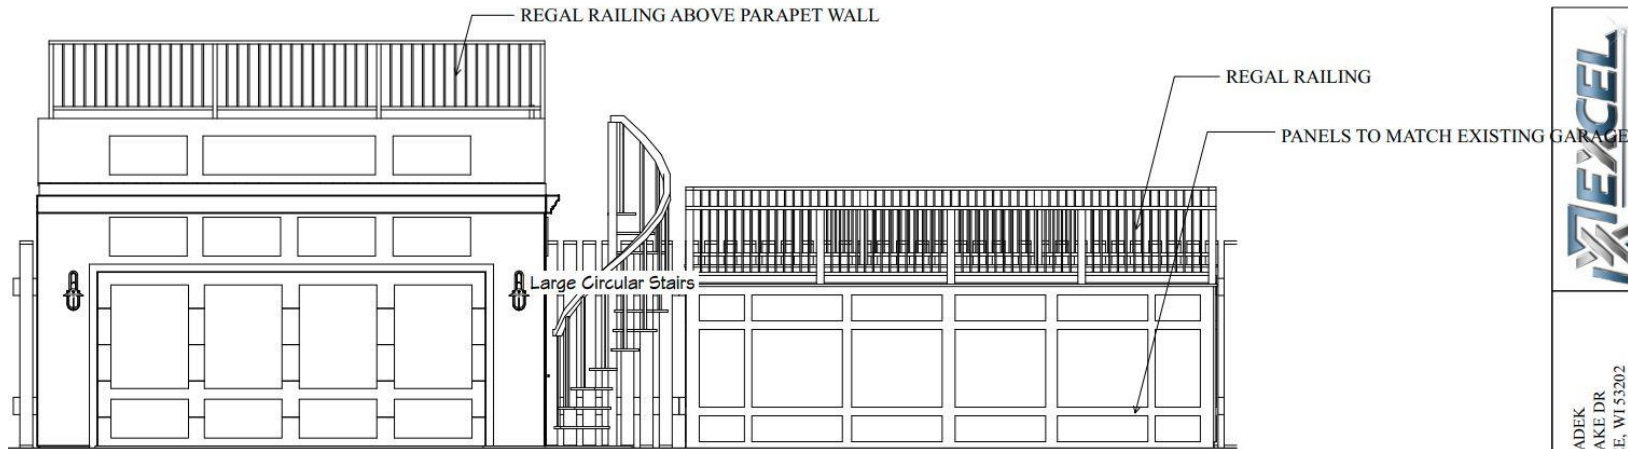 REGAL RAILING ABOVE PARAPET WALL
REGAL RAILING
PANELS TO MATCH EXISTING GARAGE
Large Circular Stairs
EXCEL
ADEK
AKE DR
E, WI 53202